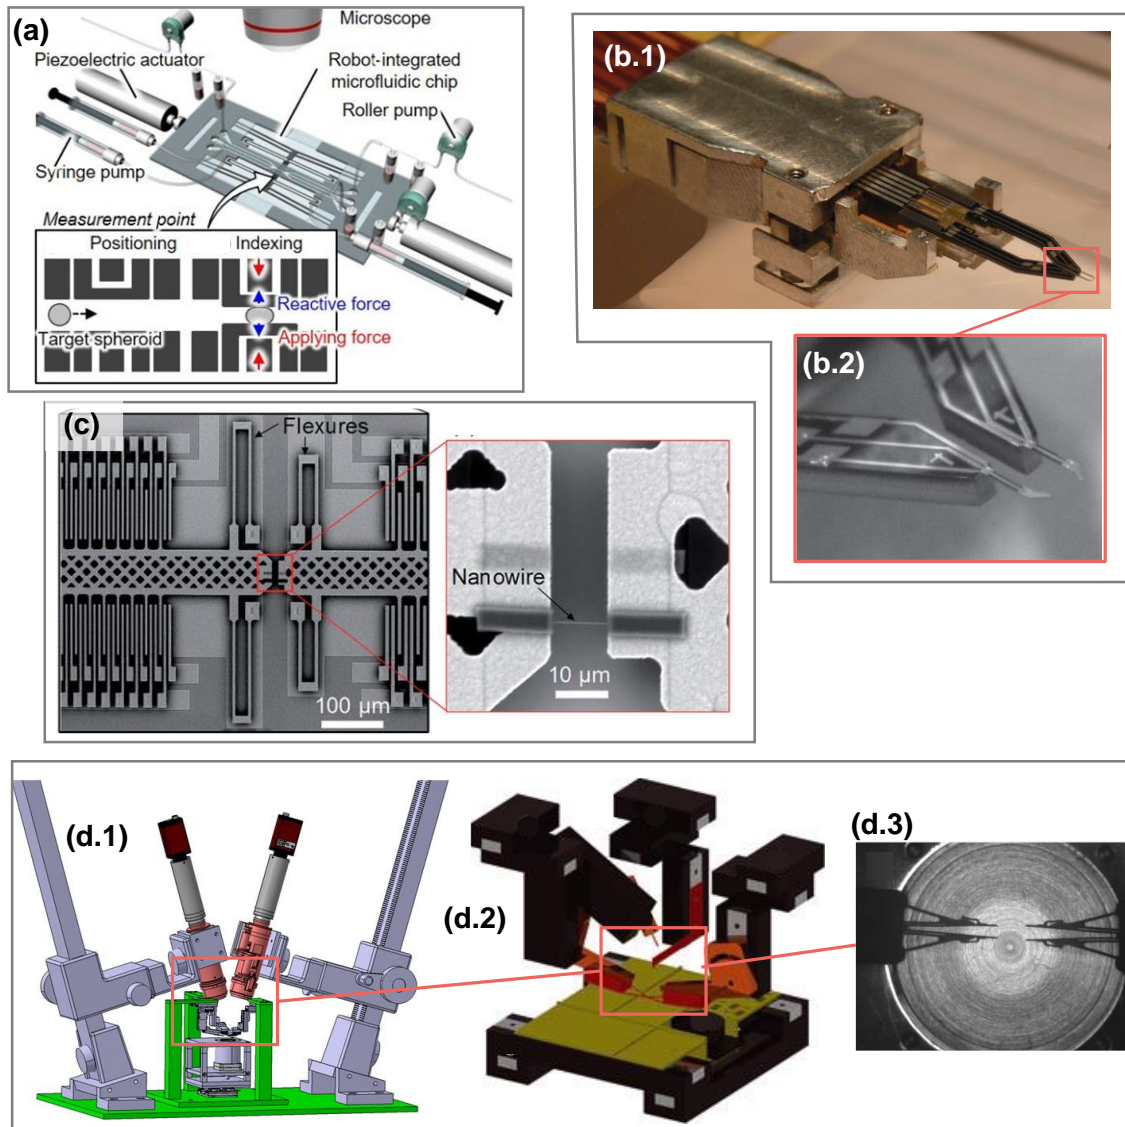 (a)
Microscope
Piezoelectric actuator
Robot-integrated
microfluidic chip
Roller pump
Syringe pump
Measurement point
Positioning
Indexing
Reactive force
Target spheroid
Applying force
(b.1)
(b.2)
(c)
Flexures
Nanowire
100 μm
10 μm
(d.1)
(d.2)
(d.3)